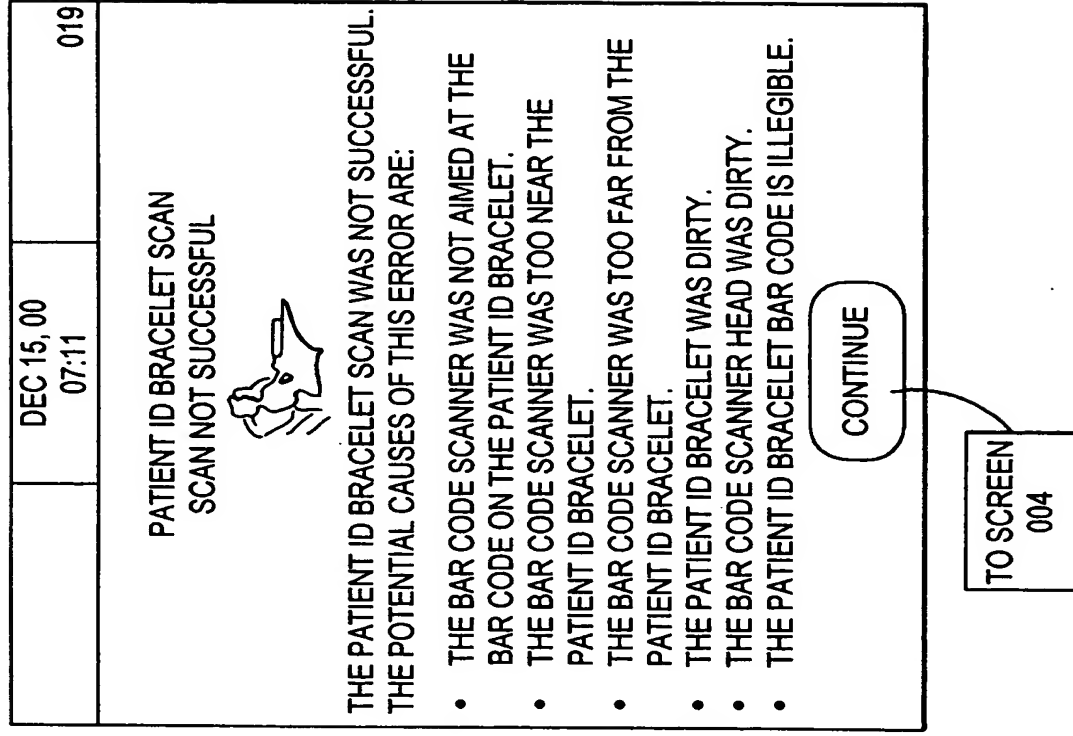 DEC 15, 00
07:11
019
PATIENT ID BRACELET SCAN
SCAN NOT SUCCESSFUL
THE PATIENT ID BRACELET SCAN WAS NOT SUCCESSFUL.
THE POTENTIAL CAUSES OF THIS ERROR ARE:
• THE BAR CODE SCANNER WAS NOT AIMED AT THE
BAR CODE ON THE PATIENT ID BRACELET.
• THE BAR CODE SCANNER WAS TOO NEAR THE
PATIENT ID BRACELET.
• THE BAR CODE SCANNER WAS TOO FAR FROM THE
PATIENT ID BRACELET.
• THE PATIENT ID BRACELET WAS DIRTY.
• THE BAR CODE SCANNER HEAD WAS DIRTY.
• THE PATIENT ID BRACELET BAR CODE IS ILLEGIBLE.
CONTINUE
TO SCREEN
004